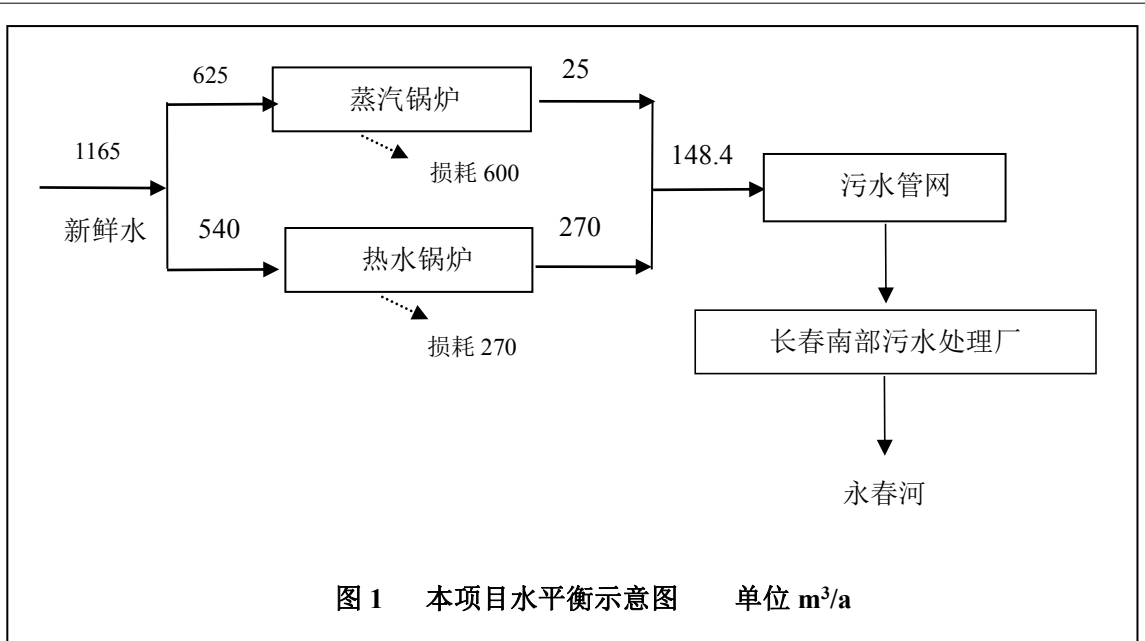 625
蒸汽锅炉
25
损耗 600
1165
新鲜水
148.4
污水管网
540
热水锅炉
270
损耗 270
长春南部污水处理厂
永春河
图 1 本项目水平衡示意图 单位 m³/a